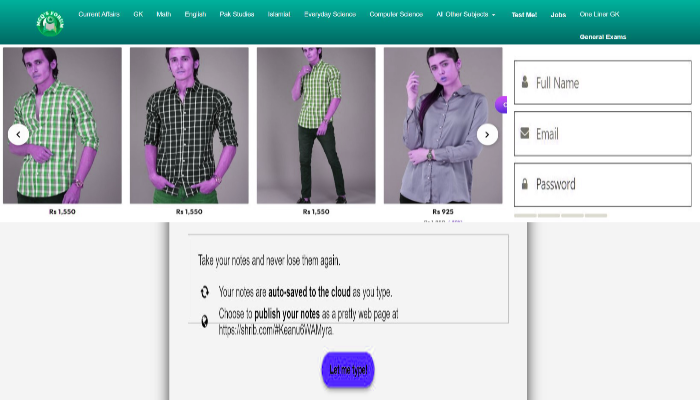 MCQ'S FORUM
Current Affairs GK Math English Pak Studies Islamiat Everyday Science Computer Science All Other Subjects Test Me! Jobs One Liner GK
General Exams
Full Name
Email
Password
Rs 1,550 Rs 1,550 Rs 1,550 Rs 925
Take your notes and never lose them again.
Your notes are auto-saved to the cloud as you type.
Choose to publish your notes as a pretty web page at
https://shrib.com/#Keanu6WAMyra.
Let me type!